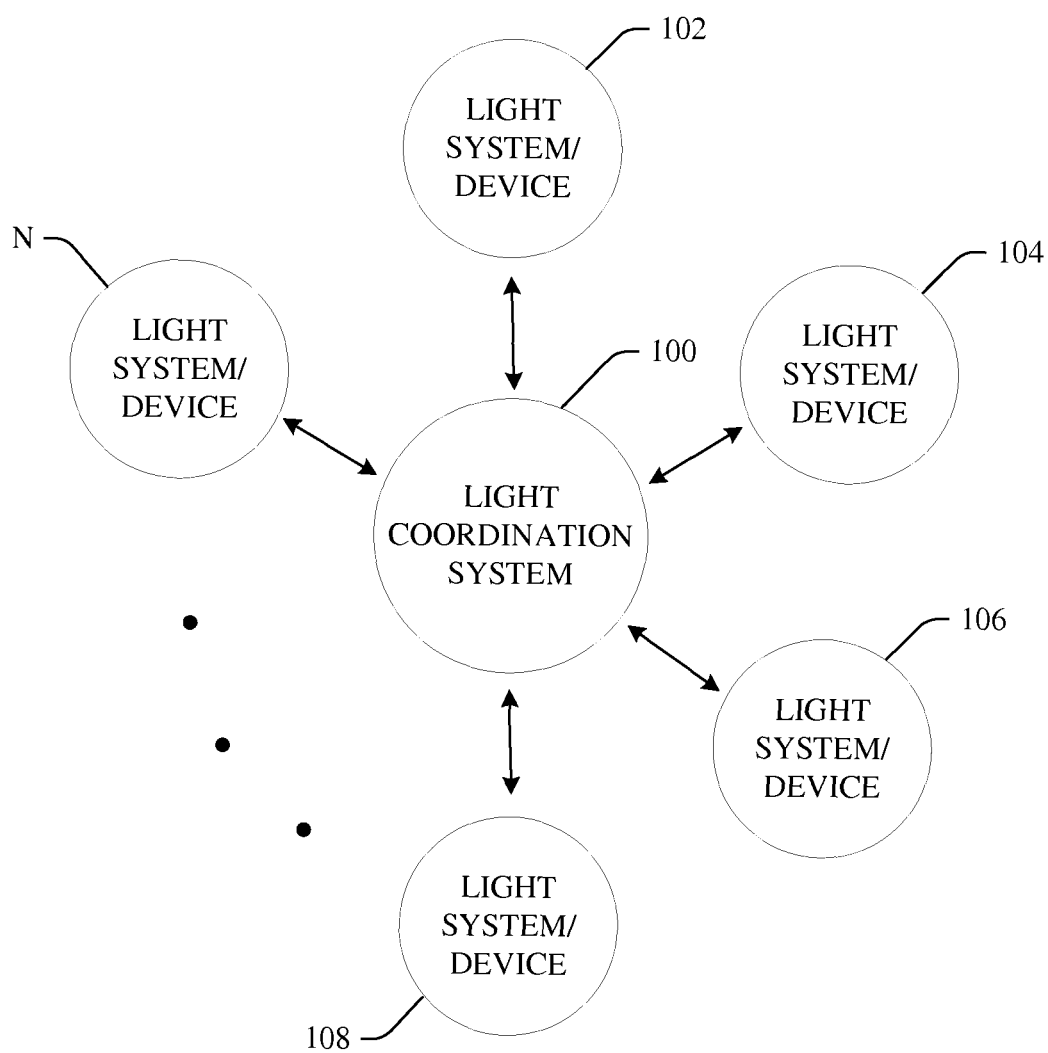 102
LIGHT
SYSTEM/
DEVICE
N
LIGHT
SYSTEM/
DEVICE
104
LIGHT
SYSTEM/
DEVICE
100
LIGHT
COORDINATION
SYSTEM
106
LIGHT
SYSTEM/
DEVICE
LIGHT
SYSTEM/
DEVICE
108